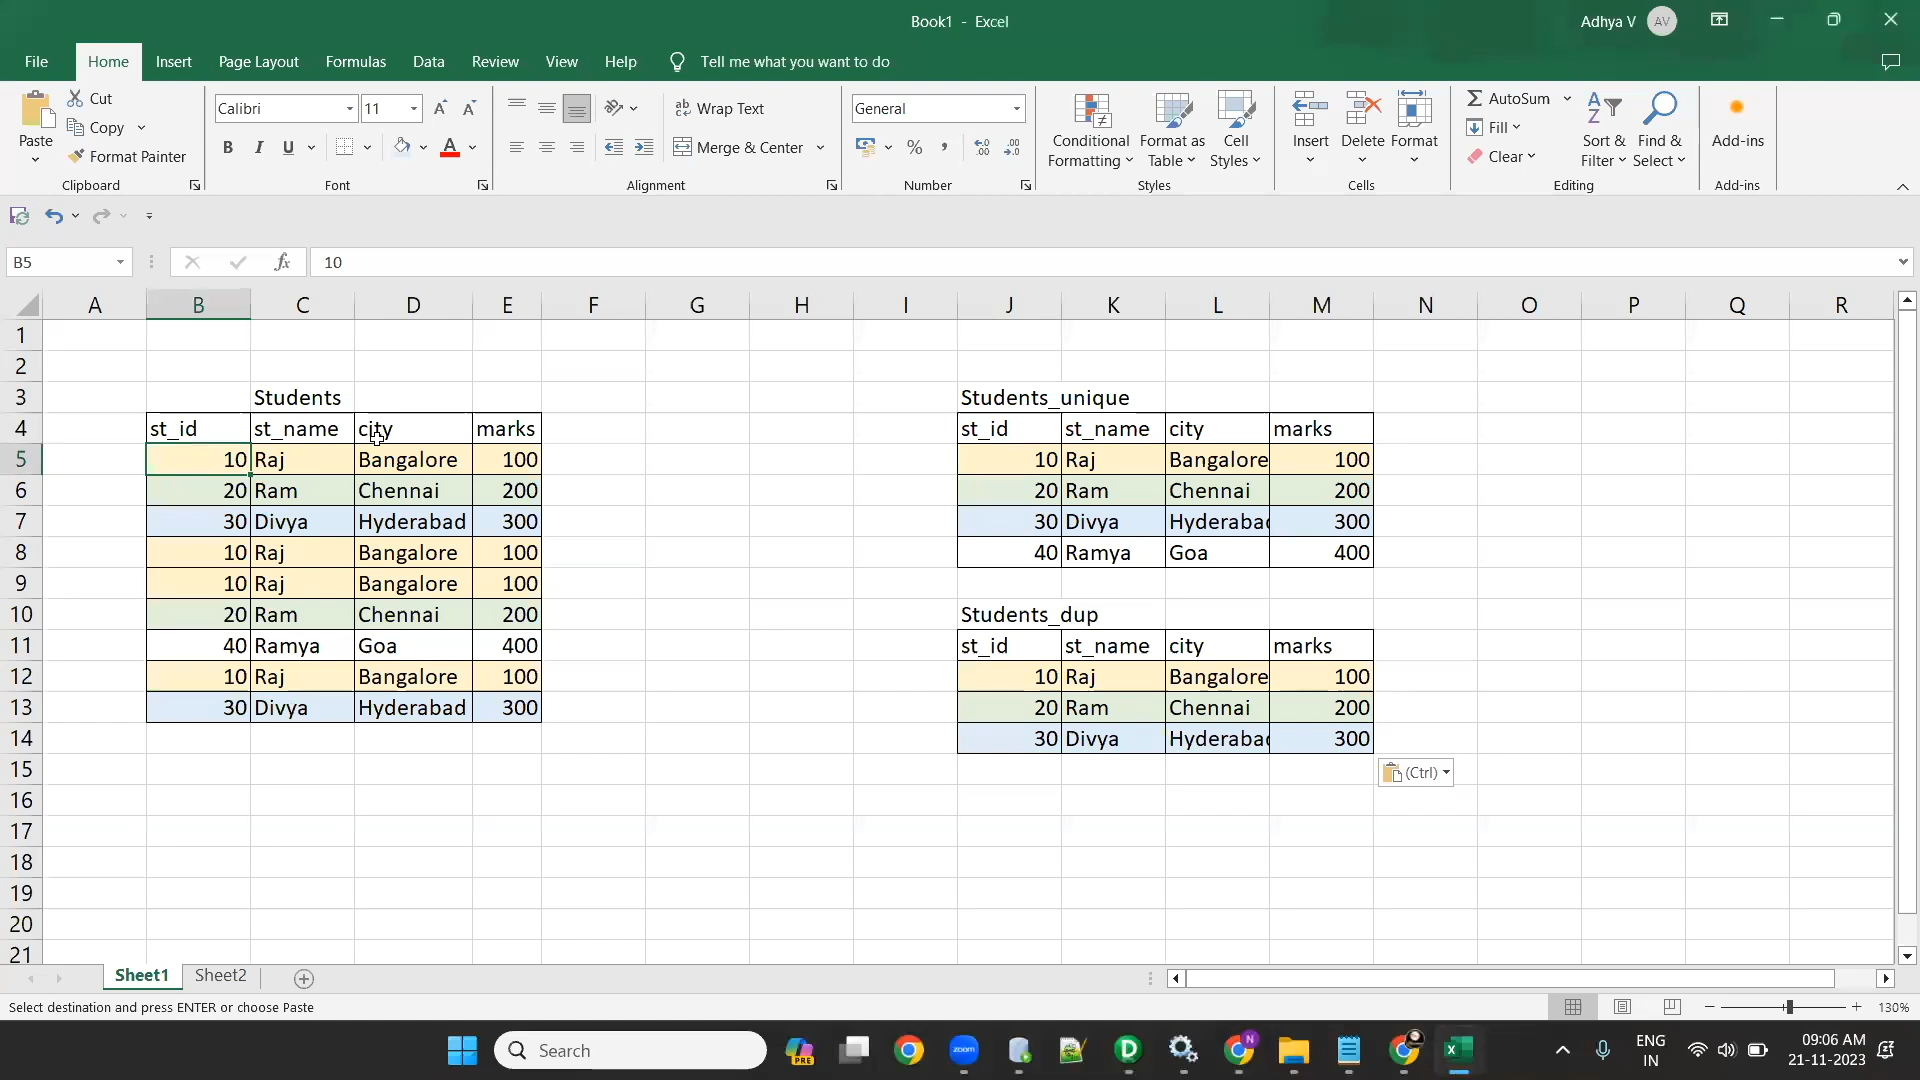 Book1 - Excel
Adhya V
AV
File Home Insert Page Layout Formulas Data Review View Help Tell me what you want to do
Paste
Cut
Copy
Format Painter
Clipboard
Calibri 11
B I U
Font
Wrap Text
Merge & Center
Alignment
General
Number
Conditional Formatting
Format as Table
Cell Styles
Styles
Insert Delete Format
Cells
AutoSum
Fill
Clear
Sort & Filter
Find & Select
Editing
Add-ins
Add-ins
B5 fx 10
A B C D E F G H I J K L M N O P Q R
1
2
3 Students Students_unique
4 st_id st_name city marks st_id st_name city marks
5 10 Raj Bangalore 100 10 Raj Bangalore 100
6 20 Ram Chennai 200 20 Ram Chennai 200
7 30 Divya Hyderabad 300 30 Divya Hyderabad 300
8 10 Raj Bangalore 100 40 Ramya Goa 400
9 10 Raj Bangalore 100
10 20 Ram Chennai 200 Students_dup
11 40 Ramya Goa 400 st_id st_name city marks
12 10 Raj Bangalore 100 10 Raj Bangalore 100
13 30 Divya Hyderabad 300 20 Ram Chennai 200
14 30 Divya Hyderabad 300
15 (Ctrl)
16
17
18
19
20
21
Sheet1 Sheet2
Select destination and press ENTER or choose Paste
130%
Search
PRE
zoom
N
ENG
IN
09:06 AM
21-11-2023